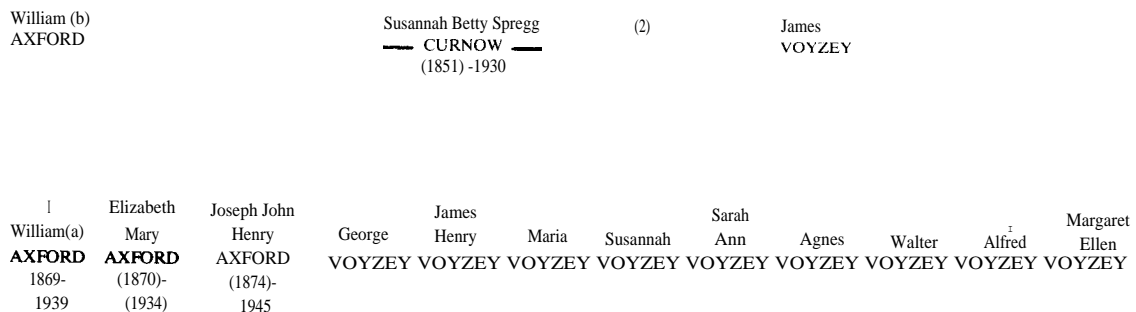 William (b)
AXFORD
Susannah Betty Spregg
CURNOW
(1851) -1930
(2)
James
VOYZEY
William(a)
AXFORD
1869-
1939
Elizabeth
Mary
AXFORD
(1870)-
(1934)
Joseph John
Henry
AXFORD
(1874)-
1945
George
VOYZEY
James
Henry
VOYZEY
Maria
VOYZEY
Susannah
VOYZEY
Sarah
Ann
VOYZEY
Agnes
VOYZEY
Walter
VOYZEY
Alfred
VOYZEY
Margaret
Ellen
VOYZEY